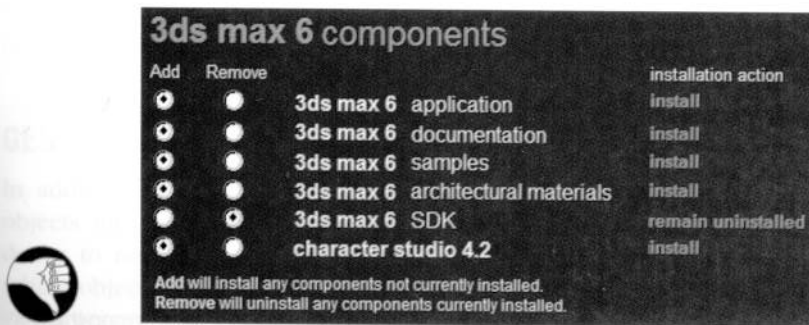 3ds max 6 components
Add Remove installation action
3ds max 6 application install
3ds max 6 documentation install
3ds max 6 samples install
3ds max 6 architectural materials install
3ds max 6 SDK remain uninstalled
character studio 4.2 install
Add will install any components not currently installed.
Remove will uninstall any components currently installed.